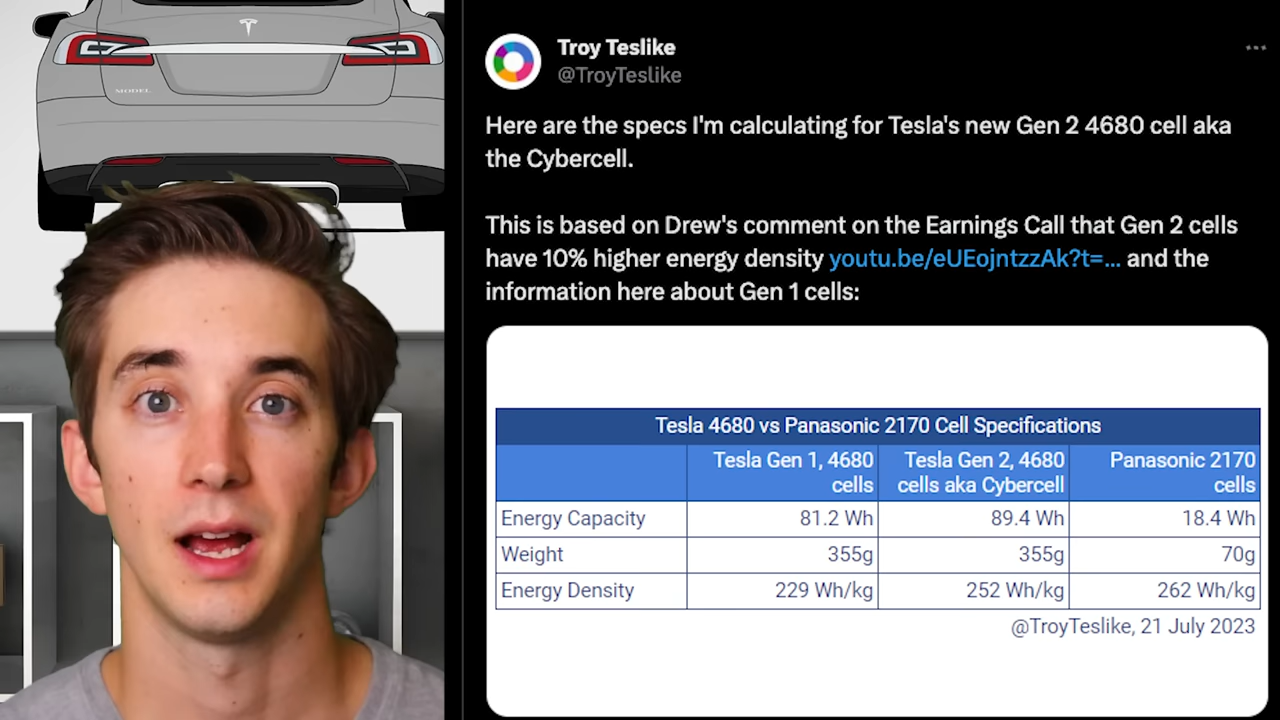 MODEL
Troy Teslike
@TroyTeslike
Here are the specs I'm calculating for Tesla's new Gen 2 4680 cell aka
the Cybercell.
This is based on Drew's comment on the Earnings Call that Gen 2 cells
have 10% higher energy density youtu.be/eUEojntzzAk?t=... and the
information here about Gen 1 cells:
Tesla 4680 vs Panasonic 2170 Cell Specifications
Tesla Gen 1, 4680 cells Tesla Gen 2, 4680 cells aka Cybercell Panasonic 2170 cells
Energy Capacity 81.2 Wh 89.4 Wh 18.4 Wh
Weight 355g 355g 70g
Energy Density 229 Wh/kg 252 Wh/kg 262 Wh/kg
@TroyTeslike, 21 July 2023